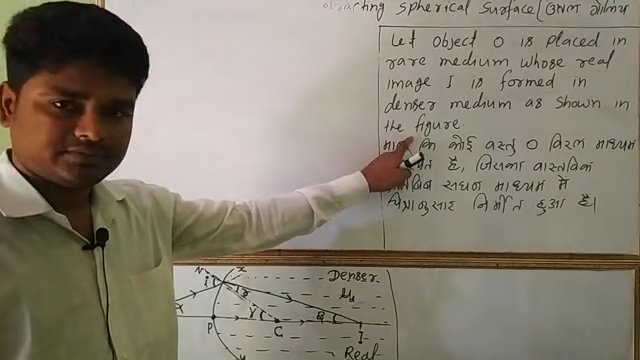 Spherical Surface
Let Object O is placed in
rare medium whose real
image I is formed in
denser medium as shown in
the figure.
कि कोई वस्तु O विरल माध्यम
है, जिसका वास्तविक
सघन माध्यम में
चित्रानुसार निर्मित हुआ है।
N x Denser
i r μ
γ β
P C I
y Real